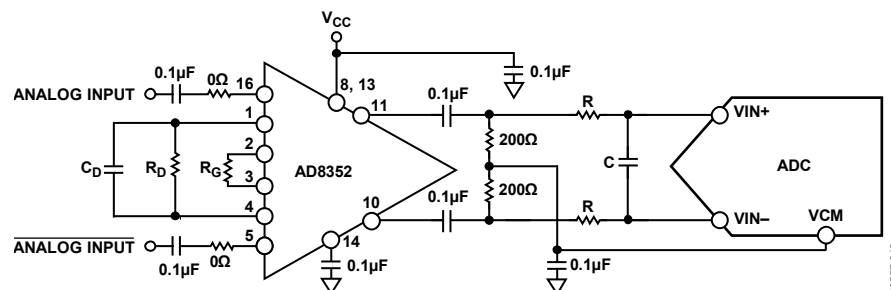 VCC
0.1µF
0Ω
16
ANALOG INPUT
8, 13
0.1µF
11
0.1µF
R
VIN+
1
2
200Ω
CD
RD
RG
AD8352
C
ADC
3
200Ω
4
10
R
VIN–
VCM
ANALOG INPUT
5
14
0.1µF
0.1µF
0Ω
0.1µF
0.1µF